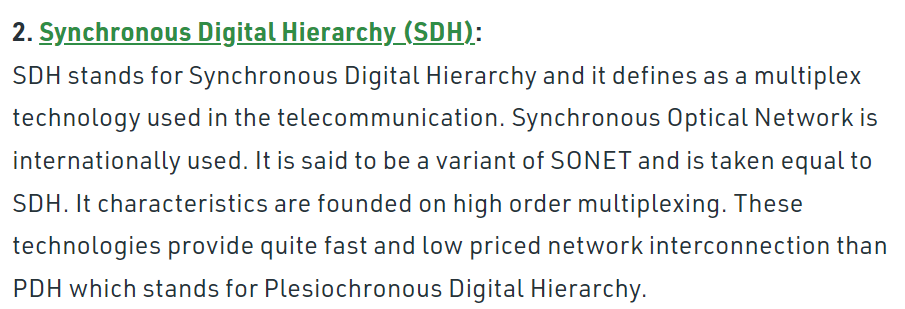 2. Synchronous Digital Hierarchy (SDH):
SDH stands for Synchronous Digital Hierarchy and it defines as a multiplex
technology used in the telecommunication. Synchronous Optical Network is
internationally used. It is said to be a variant of SONET and is taken equal to
SDH. It characteristics are founded on high order multiplexing. These
technologies provide quite fast and low priced network interconnection than
PDH which stands for Plesiochronous Digital Hierarchy.